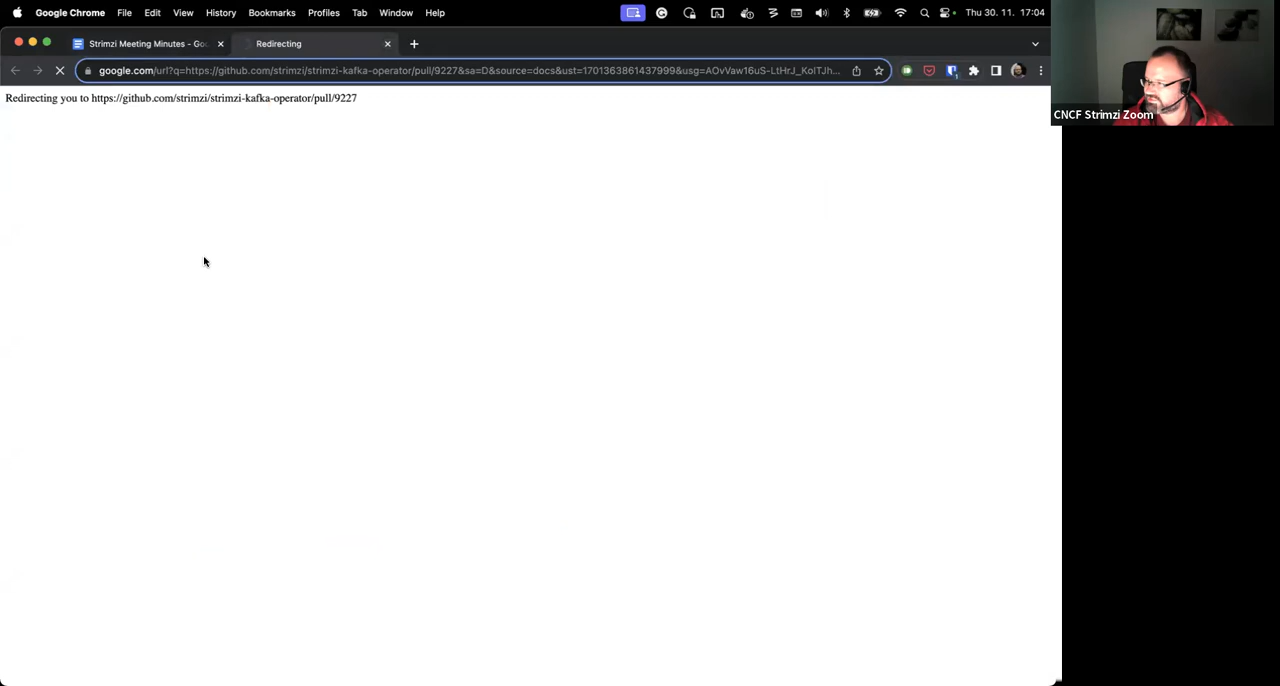 Google Chrome File Edit View History Bookmarks Profiles Tab Window Help Thu 30. 11. 17:04
Strimzi Meeting Minutes - Goo Redirecting
google.com/url?q=https://github.com/strimzi/strimzi-kafka-operator/pull/9227&sa=D&source=docs&ust=1701363861437999&usg=AOvVaw16uS-LtHrJ_KolTJh...
Redirecting you to https://github.com/strimzi/strimzi-kafka-operator/pull/9227
CNCF Strimzi Zoom